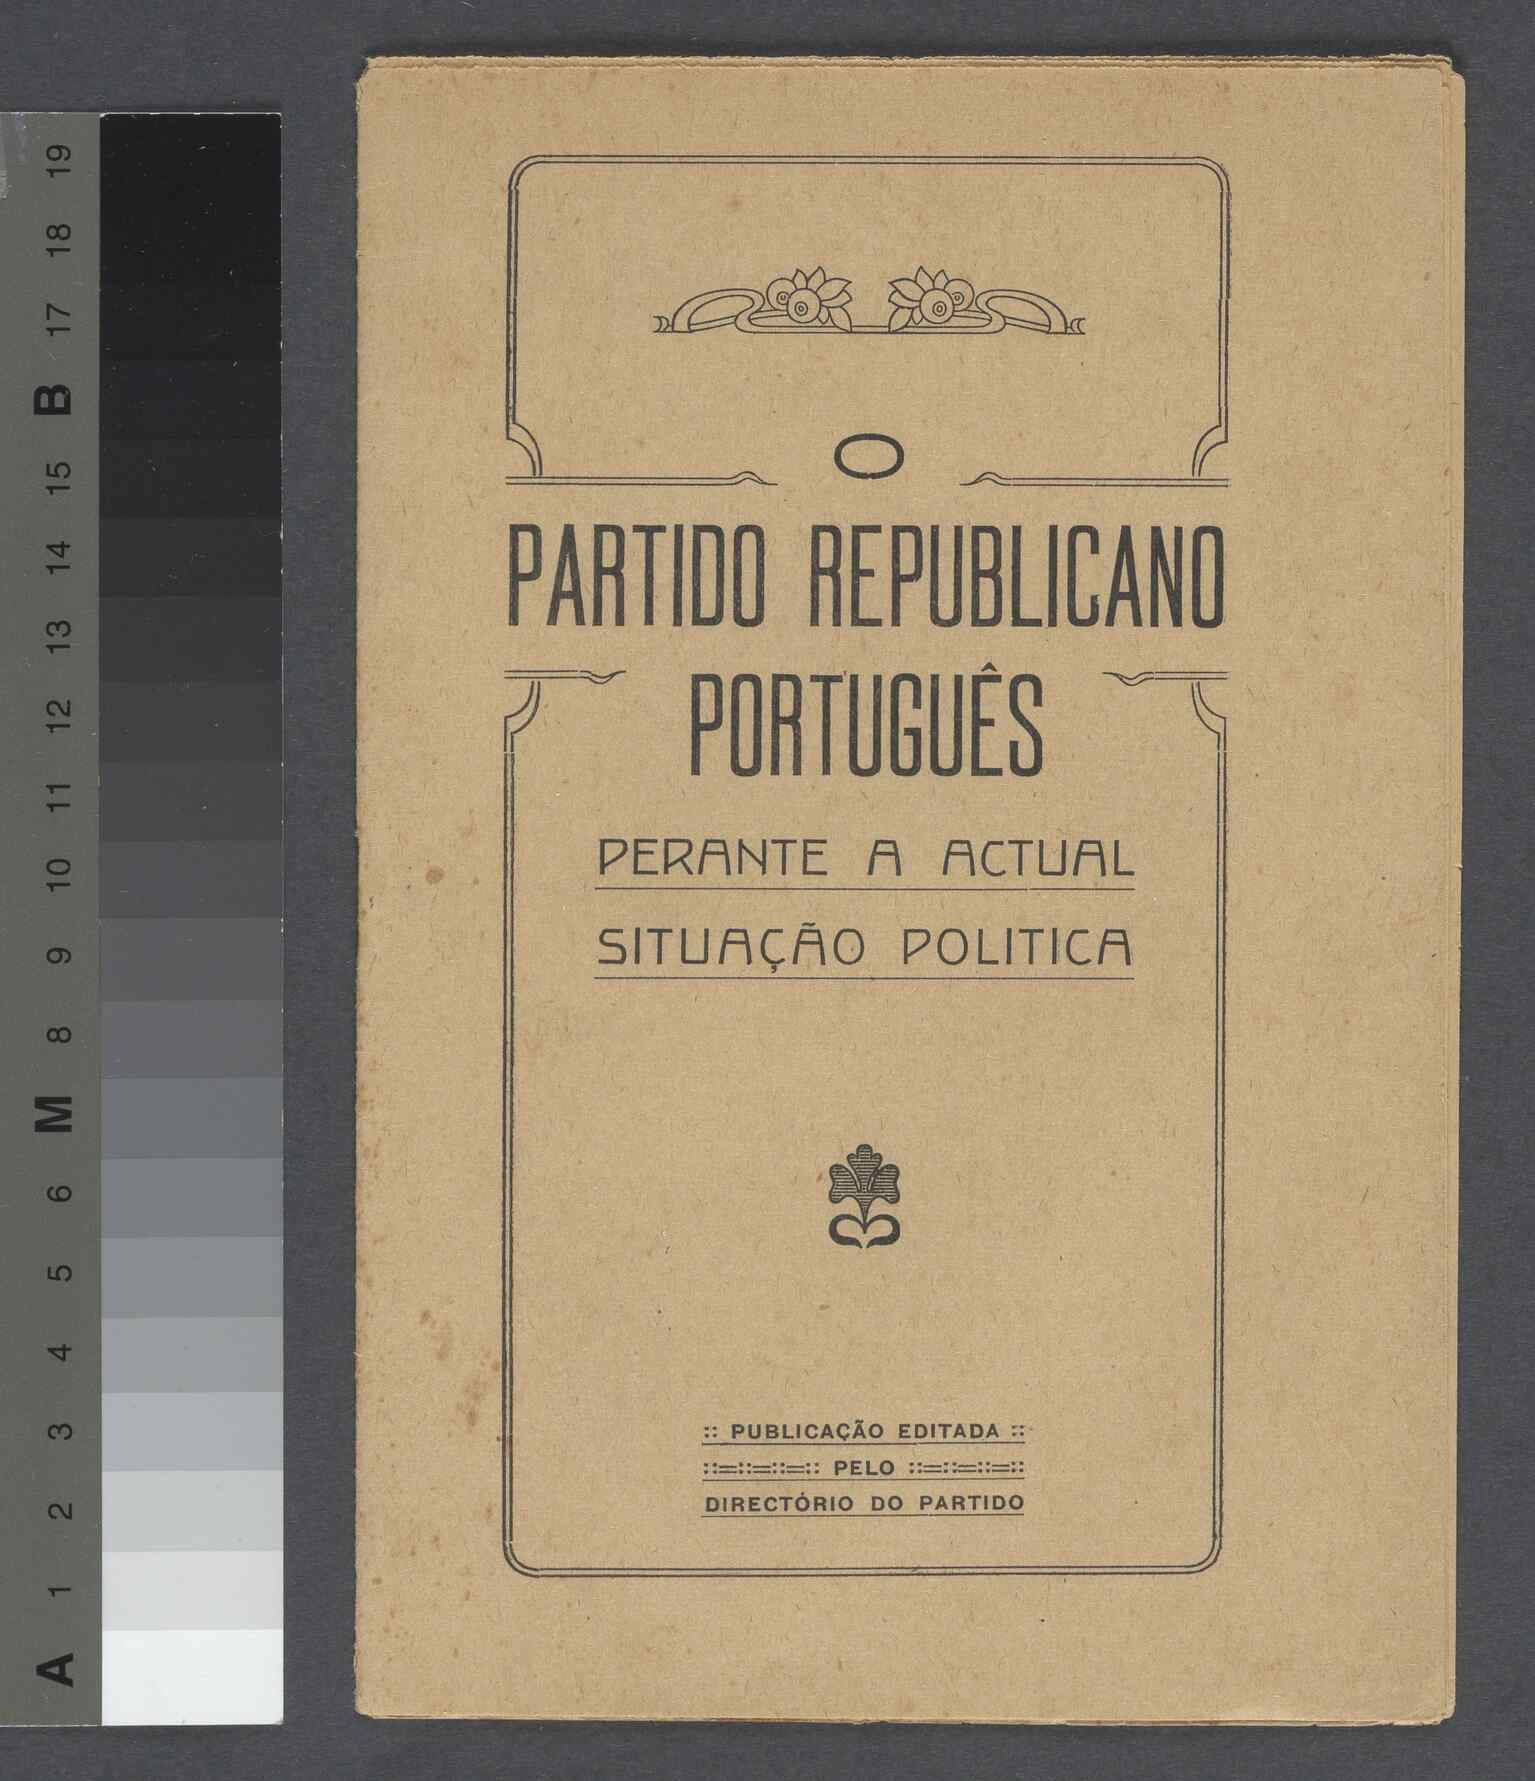 O
PARTIDO REPUBLICANO
PORTUGUÊS
PERANTE A ACTUAL
SITUAÇÃO POLITICA
:: PUBLICAÇÃO EDITADA ::
::=::=::=:: PELO ::=::=::=::
DIRECTÓRIO DO PARTIDO
A
1
2
3
4
5
6
M
8
9
10
11
12
13
14
15
B
17
18
19